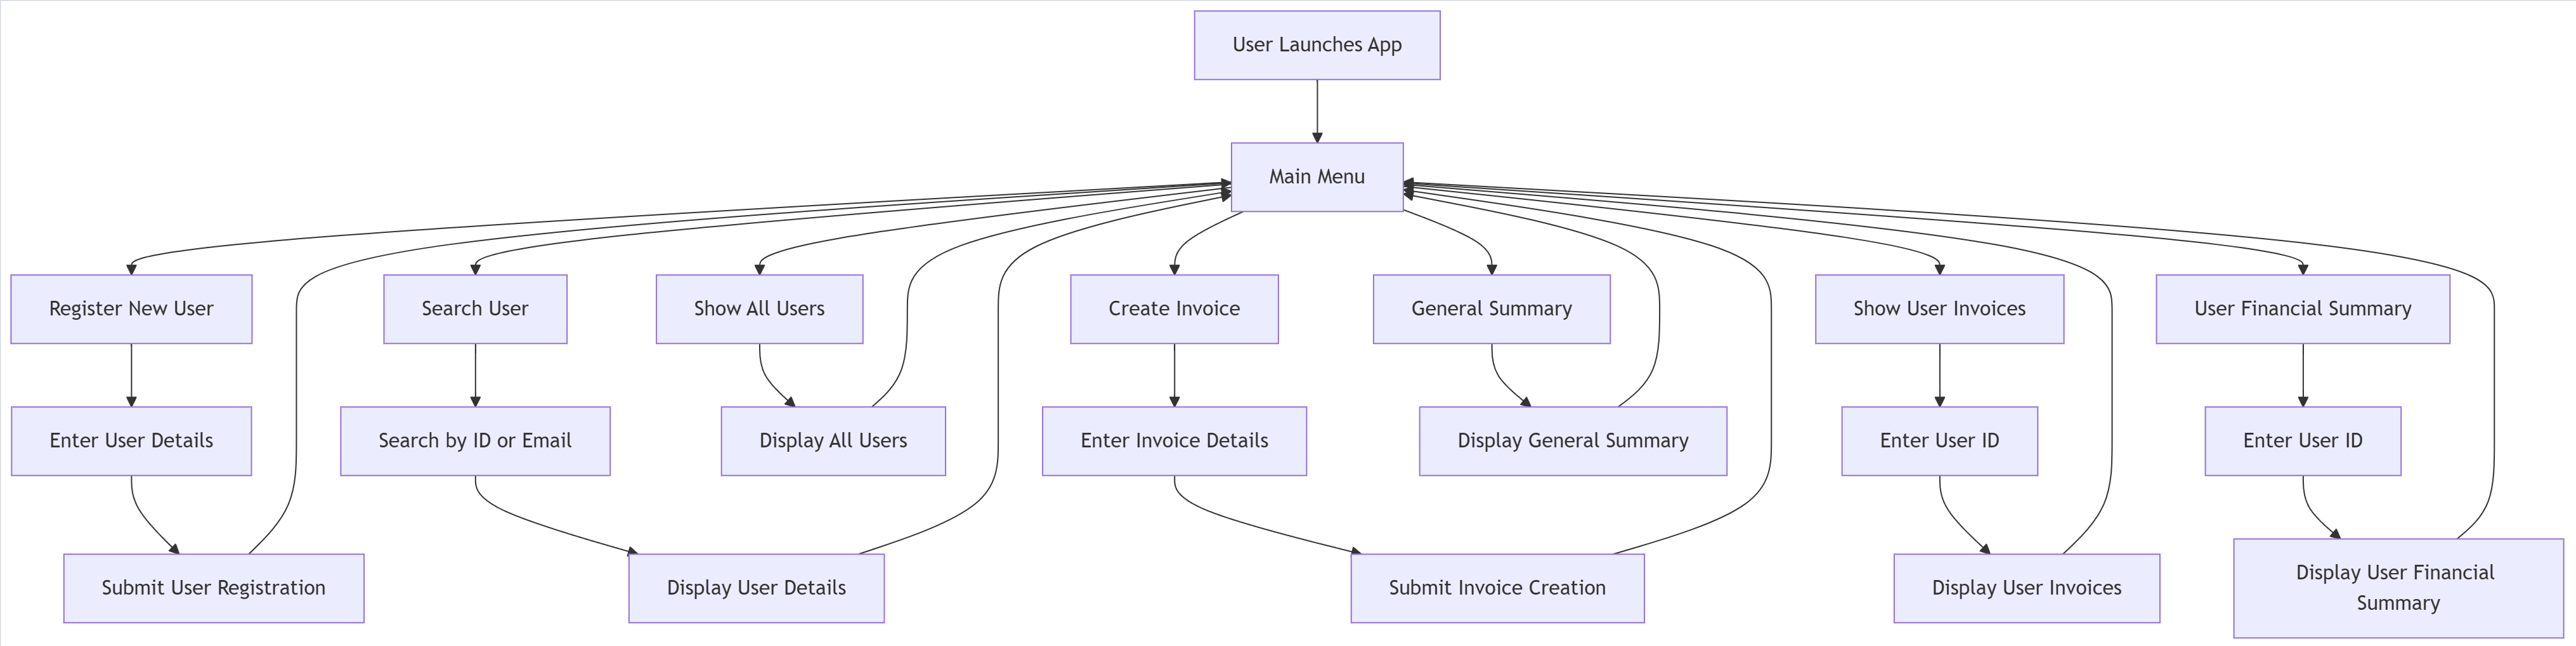 User Launches App
Main Menu
Register New User
Search User
Show All Users
Create Invoice
General Summary
Show User Invoices
User Financial Summary
Enter User Details
Search by ID or Email
Display All Users
Enter Invoice Details
Display General Summary
Enter User ID
Enter User ID
Submit User Registration
Display User Details
Submit Invoice Creation
Display User Invoices
Display User Financial
Summary